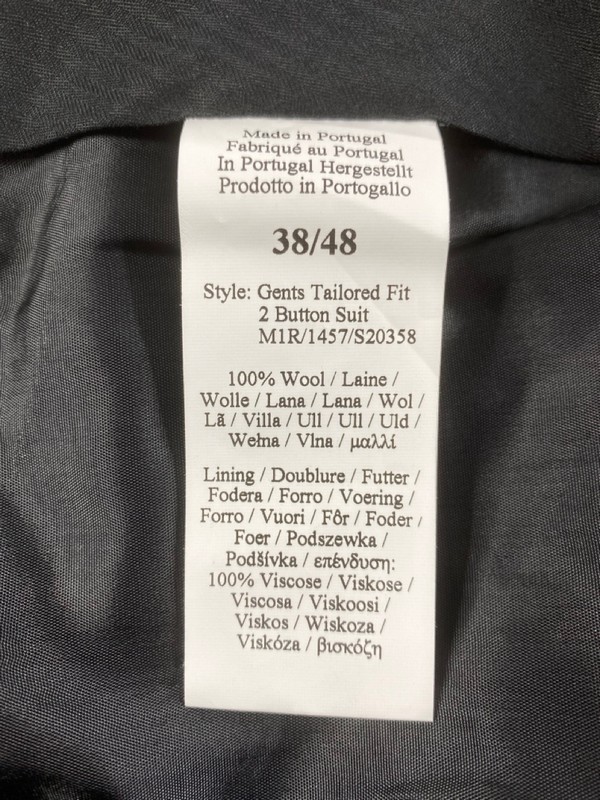 Made in Portugal
Fabriqué au Portugal
In Portugal Hergestellt
Prodotto in Portogallo
38/48
Style: Gents Tailored Fit
2 Button Suit
M1R/1457/S20358
100% Wool / Laine /
Wolle / Lana / Lana / Wol /
Lã / Villa / Ull / Ull / Uld /
Wełna / Vlna / μαλλί
Lining / Doublure / Futter /
Fodera / Forro / Voering /
Forro / Vuori / Fôr / Foder /
Foer / Podszewka /
Podšívka / επένδυση:
100% Viscose / Viskose /
Viscosa / Viskoosi /
Viskos / Wiskoza /
Viskóza / βισκόζη